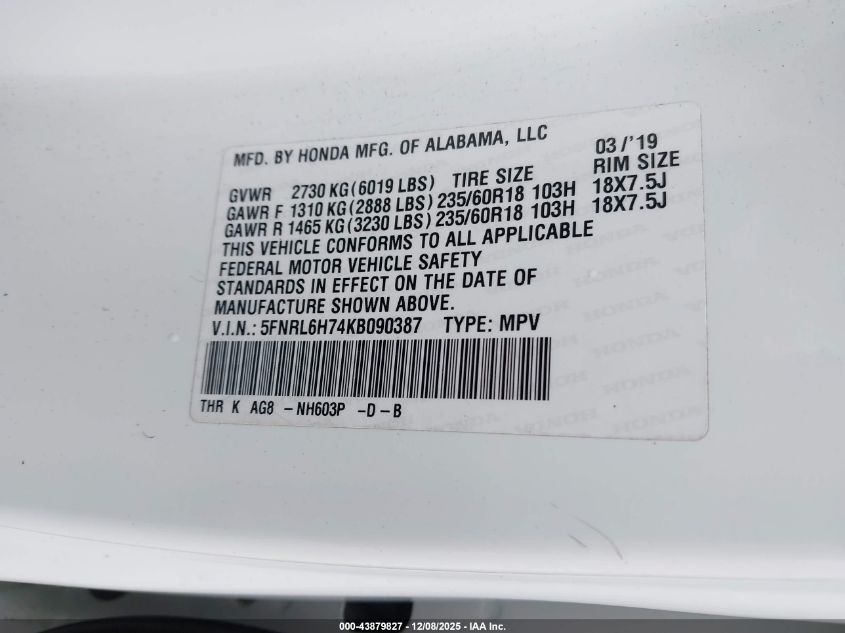 MFD. BY HONDA MFG. OF ALABAMA, LLC 03/'19
GVWR 2730 KG(6019 LBS) TIRE SIZE RIM SIZE
GAWR F 1310 KG(2888 LBS) 235/60R18 103H 18X7.5J
GAWR R 1465 KG(3230 LBS) 235/60R18 103H 18X7.5J
THIS VEHICLE CONFORMS TO ALL APPLICABLE
FEDERAL MOTOR VEHICLE SAFETY
STANDARDS IN EFFECT ON THE DATE OF
MANUFACTURE SHOWN ABOVE.
V.I.N.: 5FNRL6H74KB090387 TYPE: MPV
THR K AG8 -NH603P -D-B
HONDA
000-43879827 - 12/08/2025 - IAA Inc.